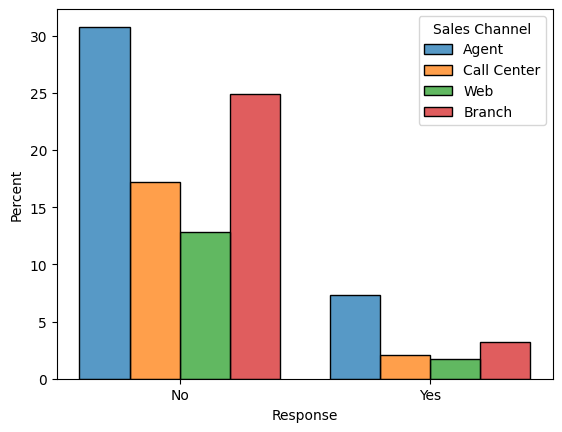 Sales Channel
Agent
Call Center
Web
Branch
30
25
20
15
10
5
0
Percent
No
Yes
Response